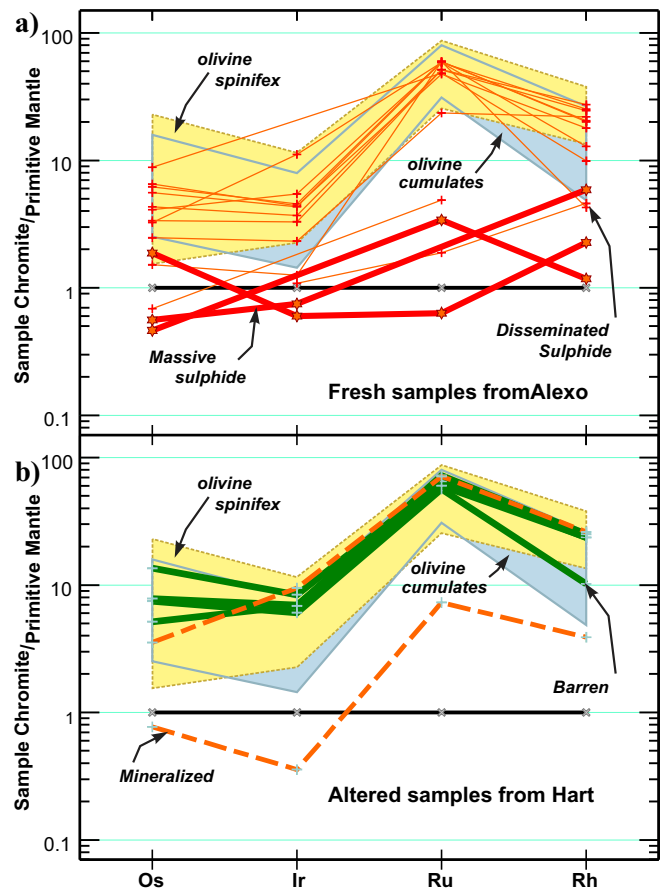 a)
100
10
1
0.1
Sample Chromite/Primitive Mantle
olivine
spinifex
olivine
cumulates
Massive
sulphide
Disseminated
Sulphide
Fresh samples fromAlexo
b)
100
10
1
0.1
Sample Chromite/Primitive Mantle
olivine
spinifex
olivine
cumulates
Barren
Mineralized
Altered samples from Hart
Os Ir Ru Rh